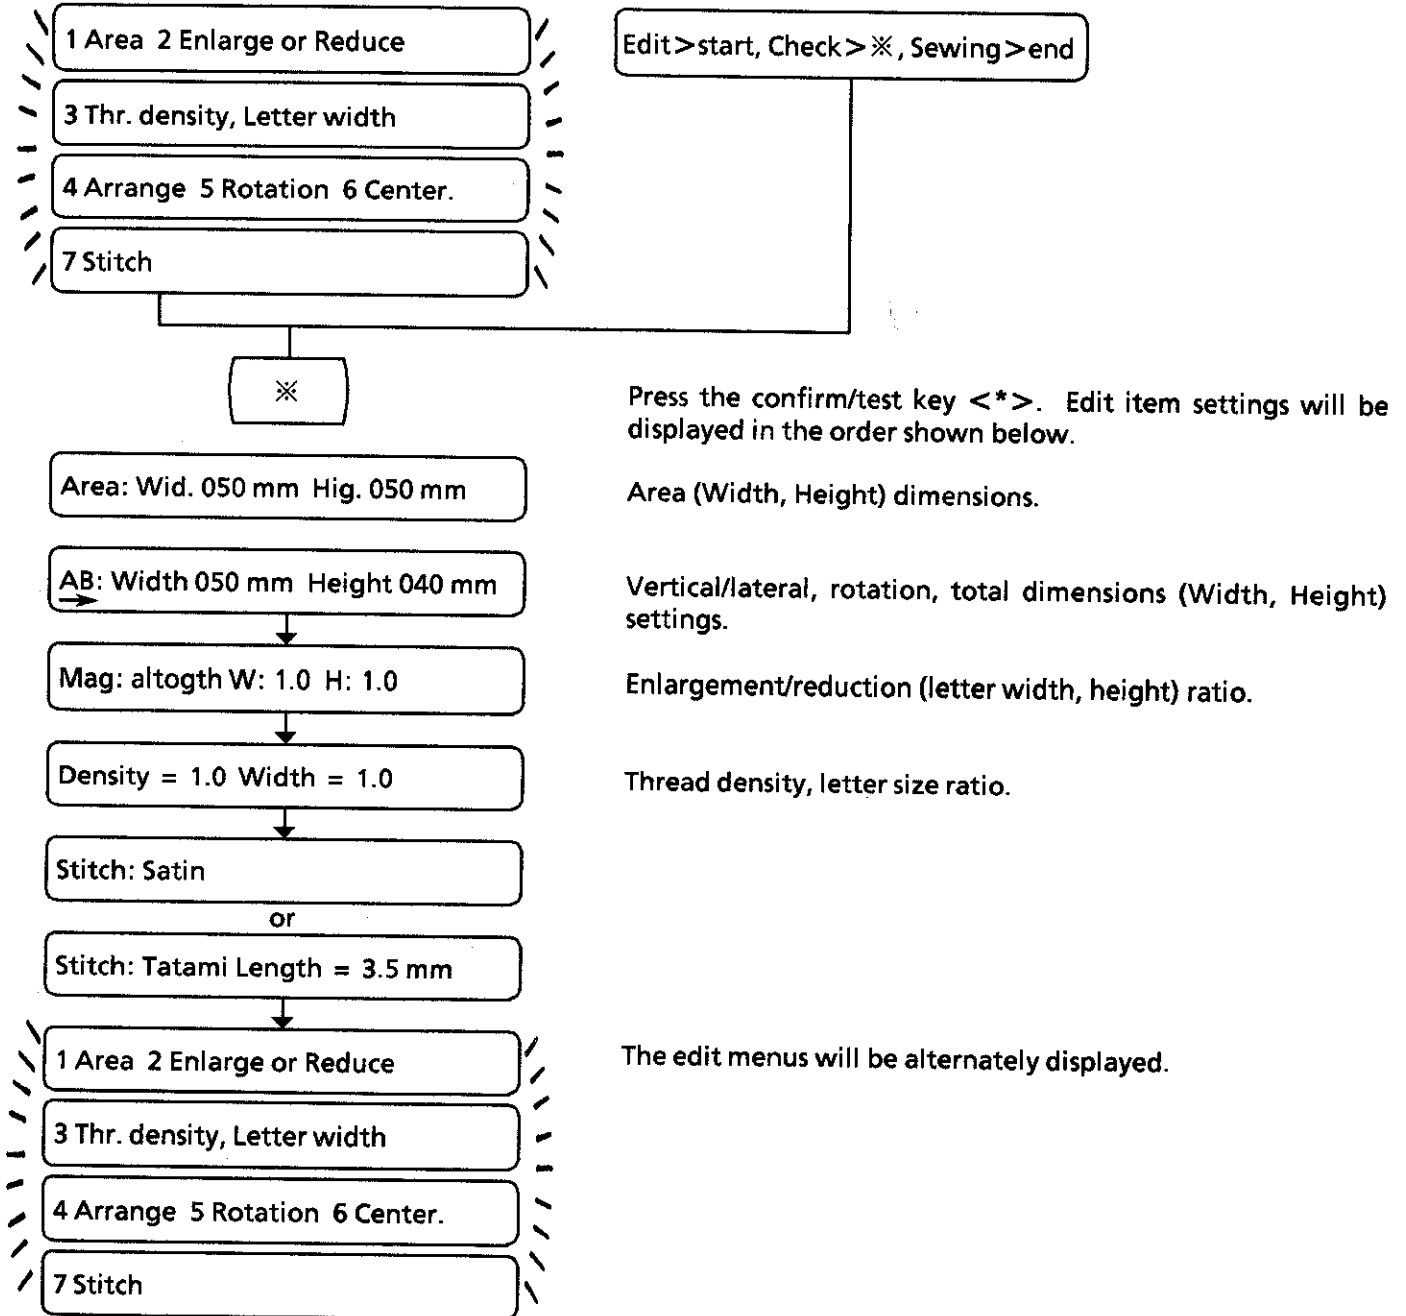 1 Area 2 Enlarge or Reduce
Edit>start, Check>※, Sewing>end
3 Thr. density, Letter width
4 Arrange 5 Rotation 6 Center.
7 Stitch
※
Press the confirm/test key <*>. Edit item settings will be
displayed in the order shown below.
Area: Wid. 050 mm Hig. 050 mm
Area (Width, Height) dimensions.
AB: Width 050 mm Height 040 mm
Vertical/lateral, rotation, total dimensions (Width, Height)
settings.
Mag: altogth W: 1.0 H: 1.0
Enlargement/reduction (letter width, height) ratio.
Density = 1.0 Width = 1.0
Thread density, letter size ratio.
Stitch: Satin
or
Stitch: Tatami Length = 3.5 mm
1 Area 2 Enlarge or Reduce
The edit menus will be alternately displayed.
3 Thr. density, Letter width
4 Arrange 5 Rotation 6 Center.
7 Stitch